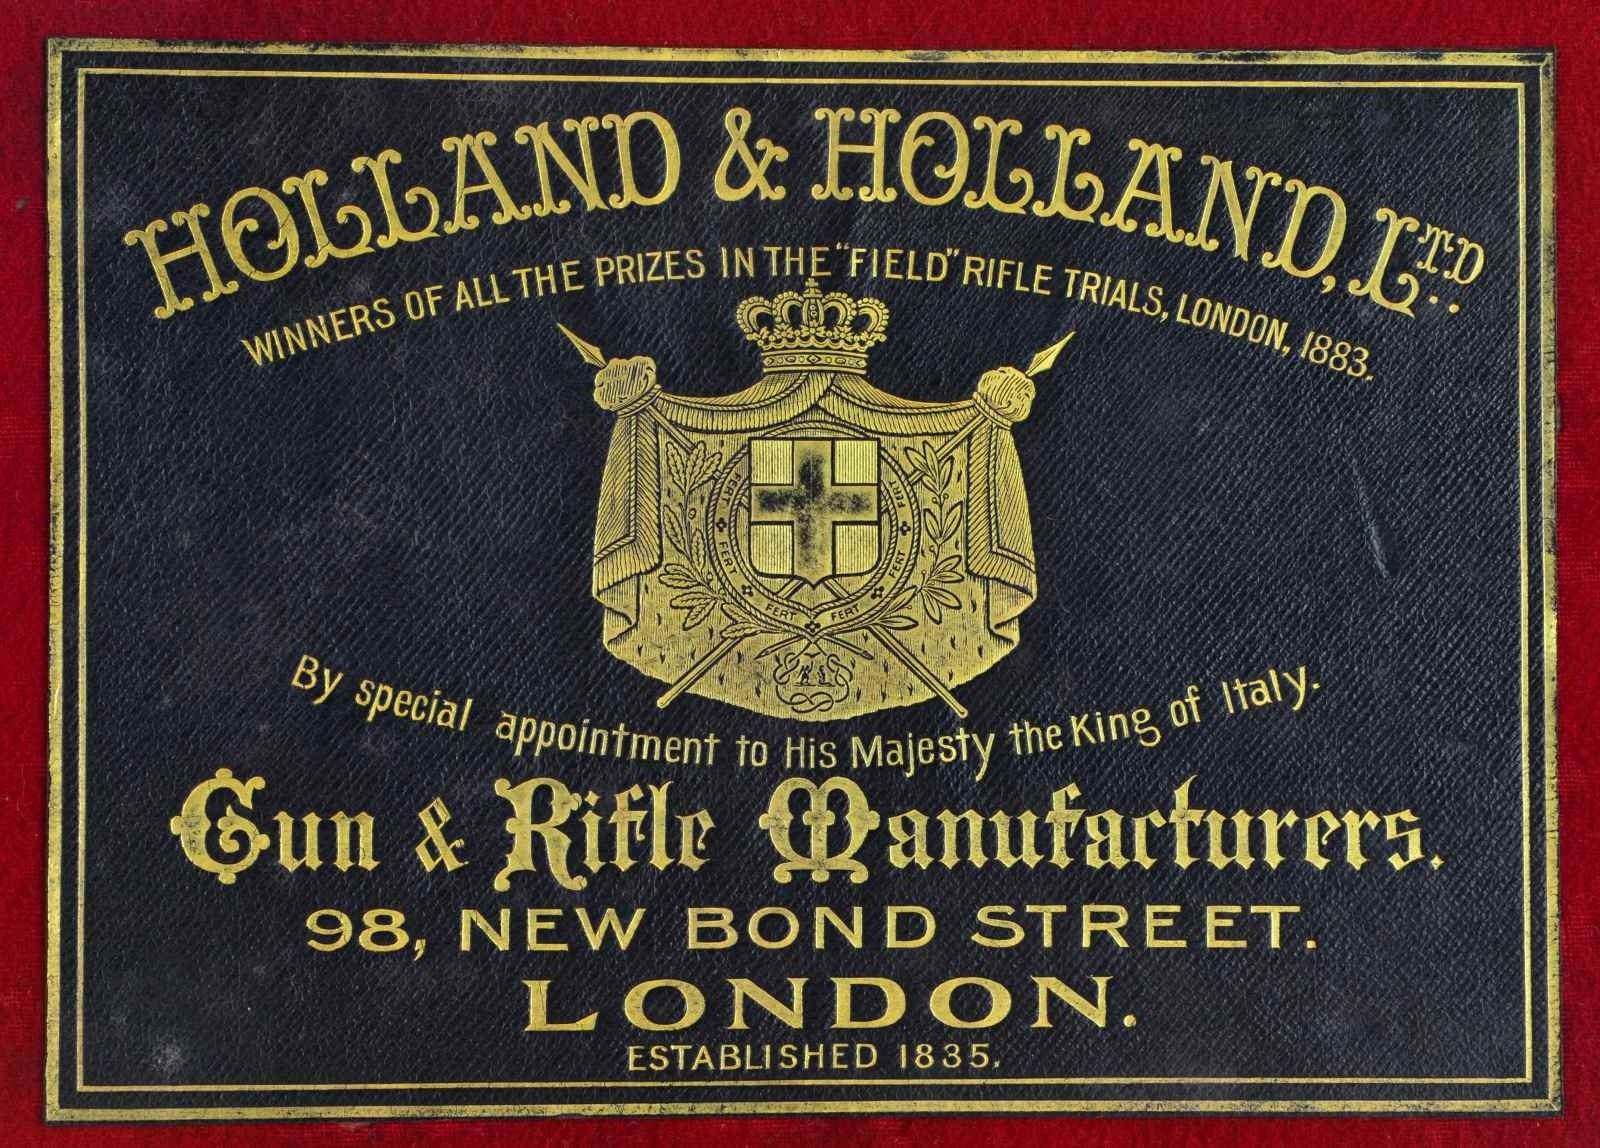 HOLLAND & HOLLAND, LTD.
WINNERS OF ALL THE PRIZES IN THE "FIELD" RIFLE TRIALS, LONDON, 1883.
FERT FERT FERT FERT FERT FERT
By special appointment to His Majesty the King of Italy.
Gun & Rifle Manufacturers.
98, NEW BOND STREET.
LONDON.
ESTABLISHED 1835.